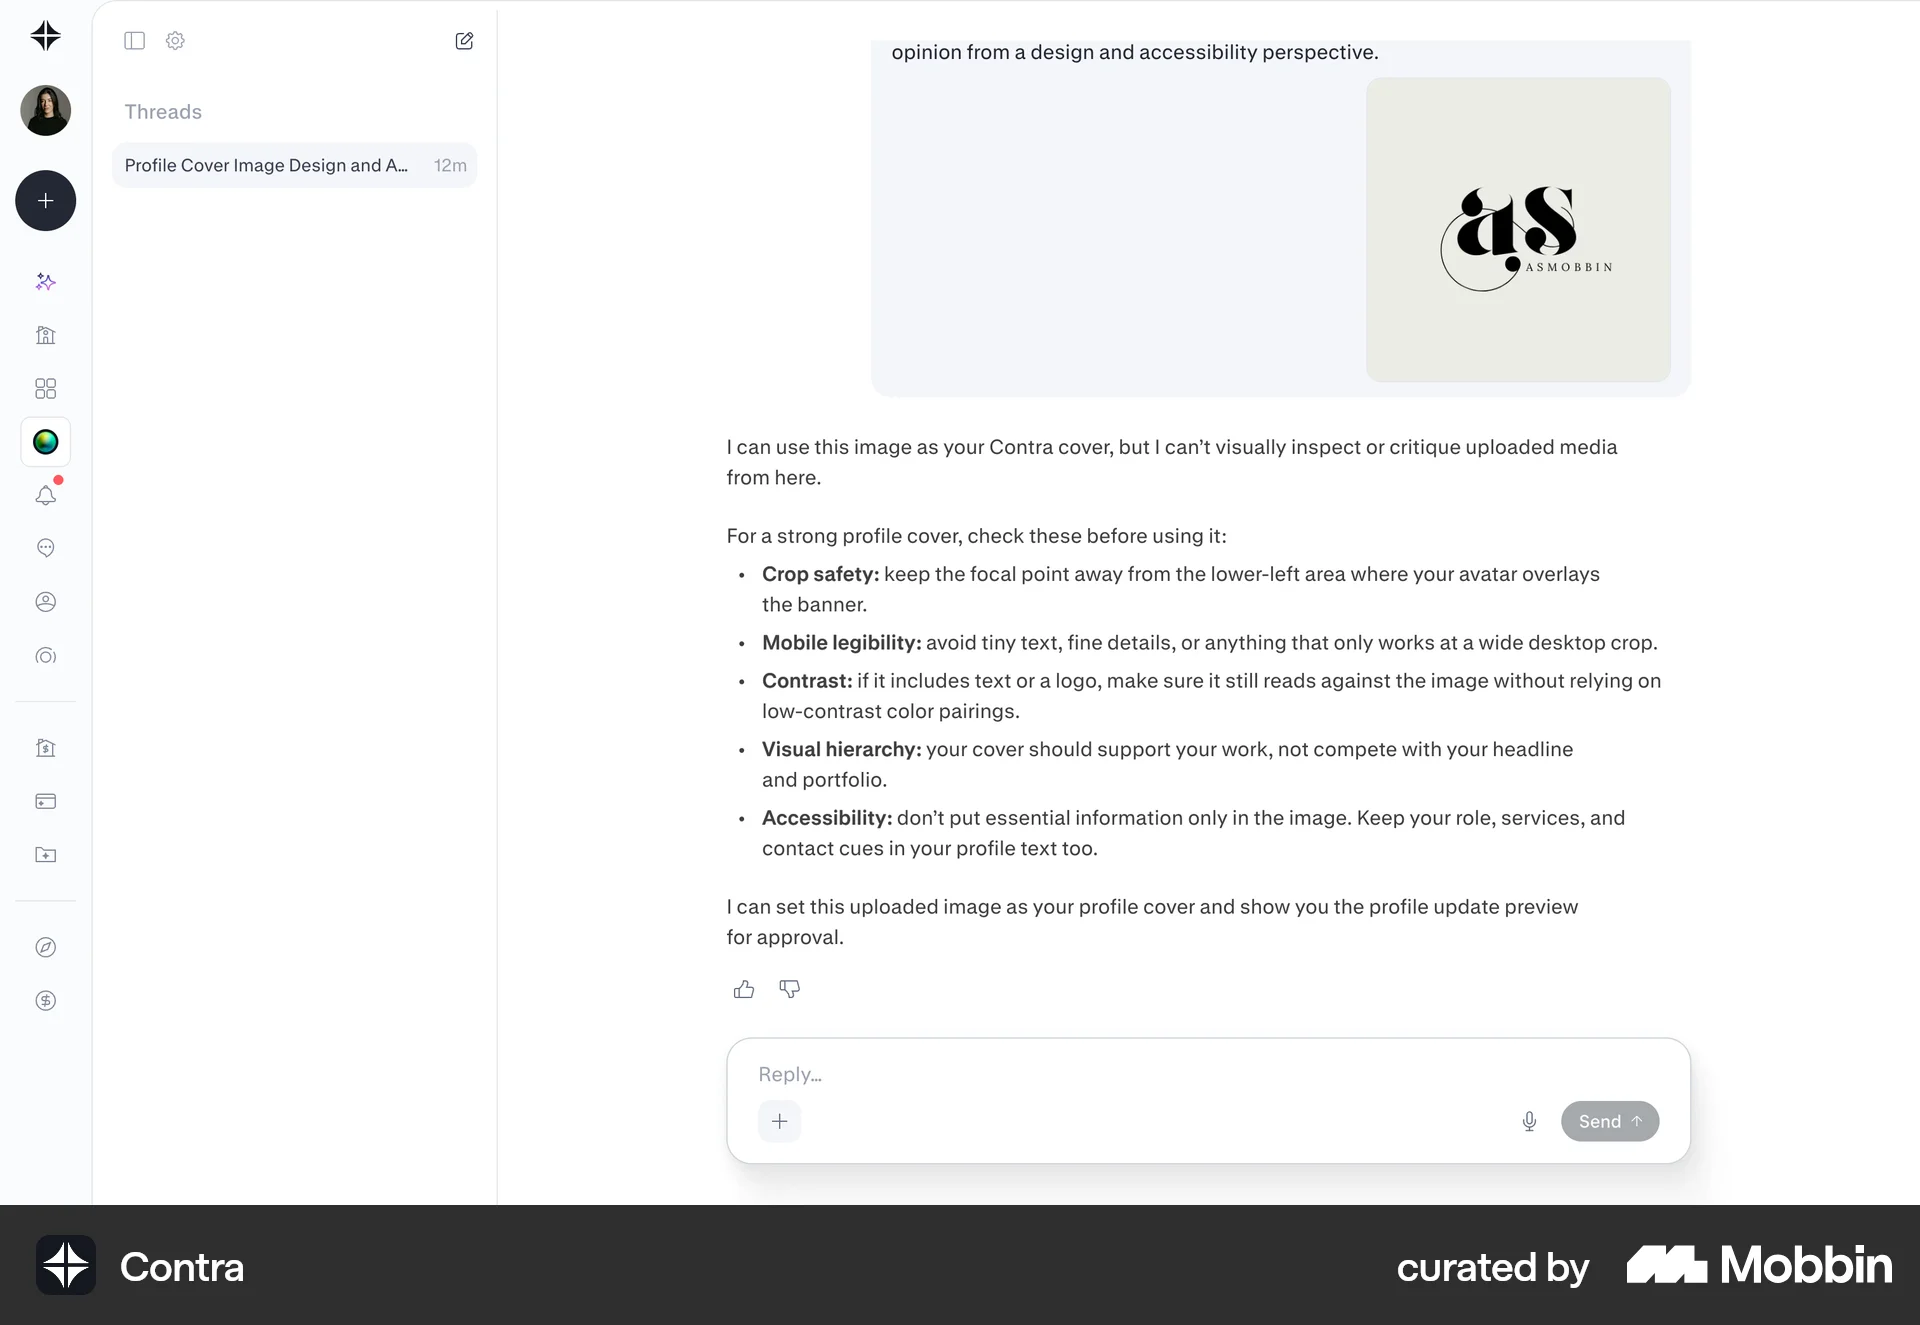 Threads
Profile Cover Image Design and A... 12m
opinion from a design and accessibility perspective.
as
ASMOBBIN
I can use this image as your Contra cover, but I can’t visually inspect or critique uploaded media
from here.
For a strong profile cover, check these before using it:
• Crop safety: keep the focal point away from the lower-left area where your avatar overlays
the banner.
• Mobile legibility: avoid tiny text, fine details, or anything that only works at a wide desktop crop.
• Contrast: if it includes text or a logo, make sure it still reads against the image without relying on
low-contrast color pairings.
• Visual hierarchy: your cover should support your work, not compete with your headline
and portfolio.
• Accessibility: don’t put essential information only in the image. Keep your role, services, and
contact cues in your profile text too.
I can set this uploaded image as your profile cover and show you the profile update preview
for approval.
Reply...
Send
Contra
curated by Mobbin